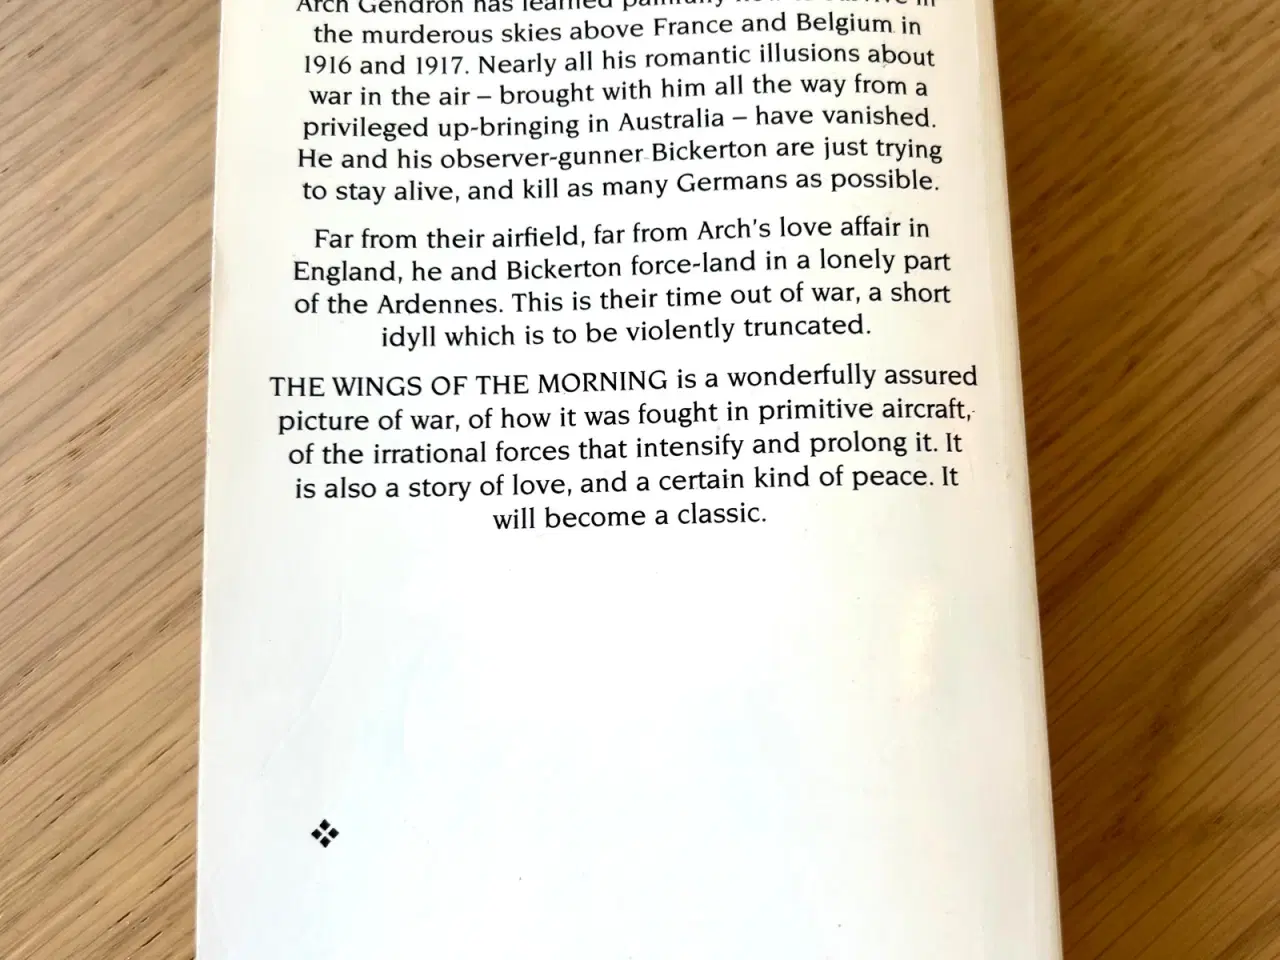 Arch Gendron has learned painfully how to survive in
the murderous skies above France and Belgium in
1916 and 1917. Nearly all his romantic illusions about
war in the air – brought with him all the way from a
privileged up-bringing in Australia – have vanished.
He and his observer-gunner Bickerton are just trying
to stay alive, and kill as many Germans as possible.
Far from their airfield, far from Arch's love affair in
England, he and Bickerton force-land in a lonely part
of the Ardennes. This is their time out of war, a short
idyll which is to be violently truncated.
THE WINGS OF THE MORNING is a wonderfully assured
picture of war, of how it was fought in primitive aircraft,
of the irrational forces that intensify and prolong it. It
is also a story of love, and a certain kind of peace. It
will become a classic.